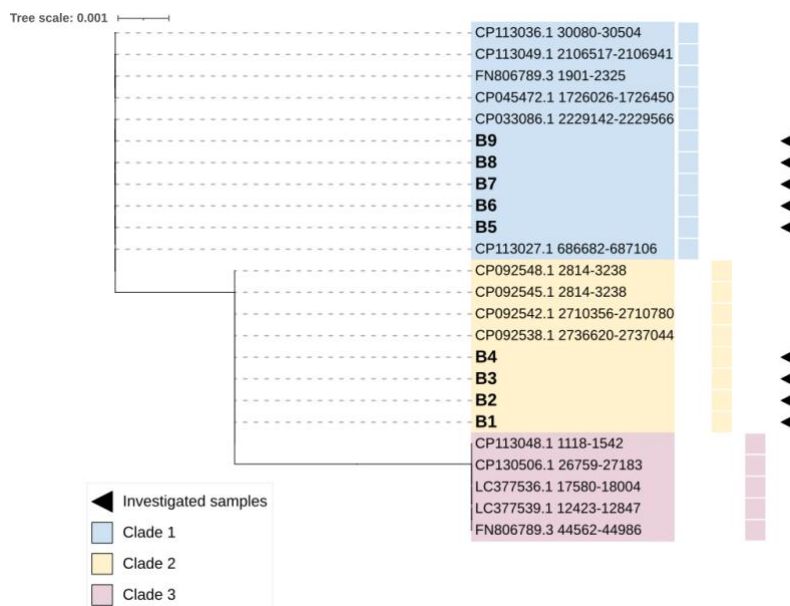 Tree scale: 0.001
CP113036.1 30080-30504
CP113049.1 2106517-2106941
FN806789.3 1901-2325
CP045472.1 1726026-1726450
CP033086.1 2229142-2229566
B9
B8
B7
B6
B5
CP113027.1 686682-687106
CP092548.1 2814-3238
CP092545.1 2814-3238
CP092542.1 2710356-2710780
CP092538.1 2736620-2737044
B4
B3
B2
B1
CP113048.1 1118-1542
CP130506.1 26759-27183
LC377536.1 17580-18004
LC377539.1 12423-12847
FN806789.3 44562-44986
Investigated samples
Clade 1
Clade 2
Clade 3